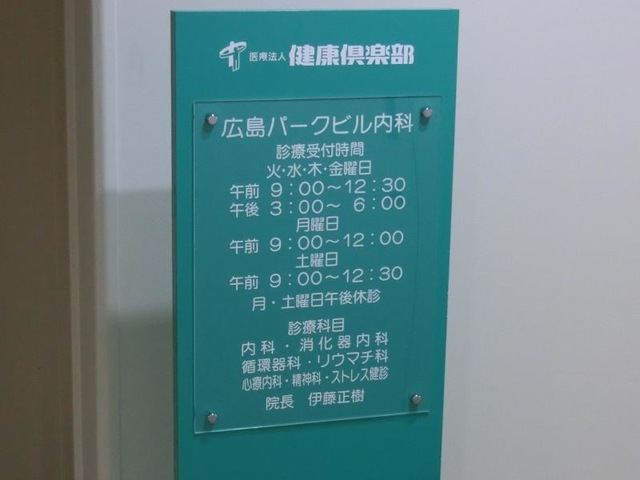 医療法人 健康倶楽部
広島パークビル内科
診療受付時間
火・水・木・金曜日
午前 9：00～12：30
午後 3：00～ 6：00
月曜日
午前 9：00～12：00
土曜日
午前 9：00～12：30
月・土曜日午後休診
診療科目
内科・消化器内科
循環器科・リウマチ科
心療内科・精神科・ストレス健診
院長 伊藤正樹